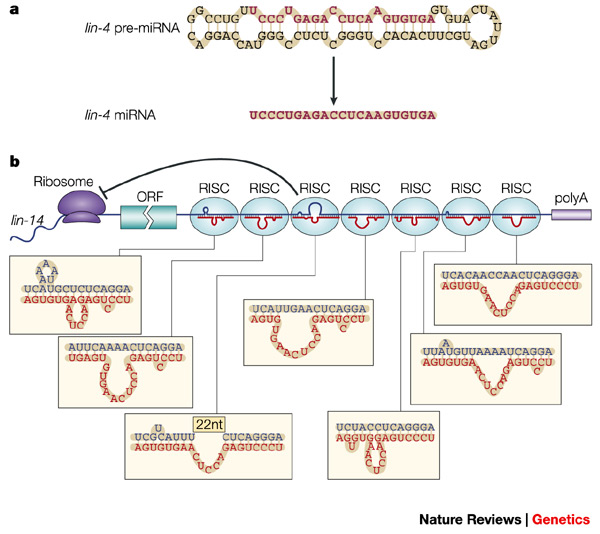 a
lin-4 pre-miRNA
lin-4 miRNA
UCCCUGAGACCUCAAGUGUGA
b
Ribosome
ORF
RISC RISC RISC RISC RISC RISC RISC
polyA
lin-14
UCAUGCUCUCAGGA
AGUGUGAGAGUCCU
AUUCAAAACUCAGGA
UGAGU GAGUCCU
22nt
UCGCAUUU CUCAGGGA
AGUGUGAA GAGUCCCU
UCAUUGAACUCAGGA
AGUG GAGUCCU
UCUACCUCAGGGA
AGGUGGAGUCCCU
UUAUGUUAAAAUCAGGA
AGUGUGA AGUCCU
UCACAACCAACUCAGGGA
AGUGU GAGUCCCU
Nature Reviews | Genetics